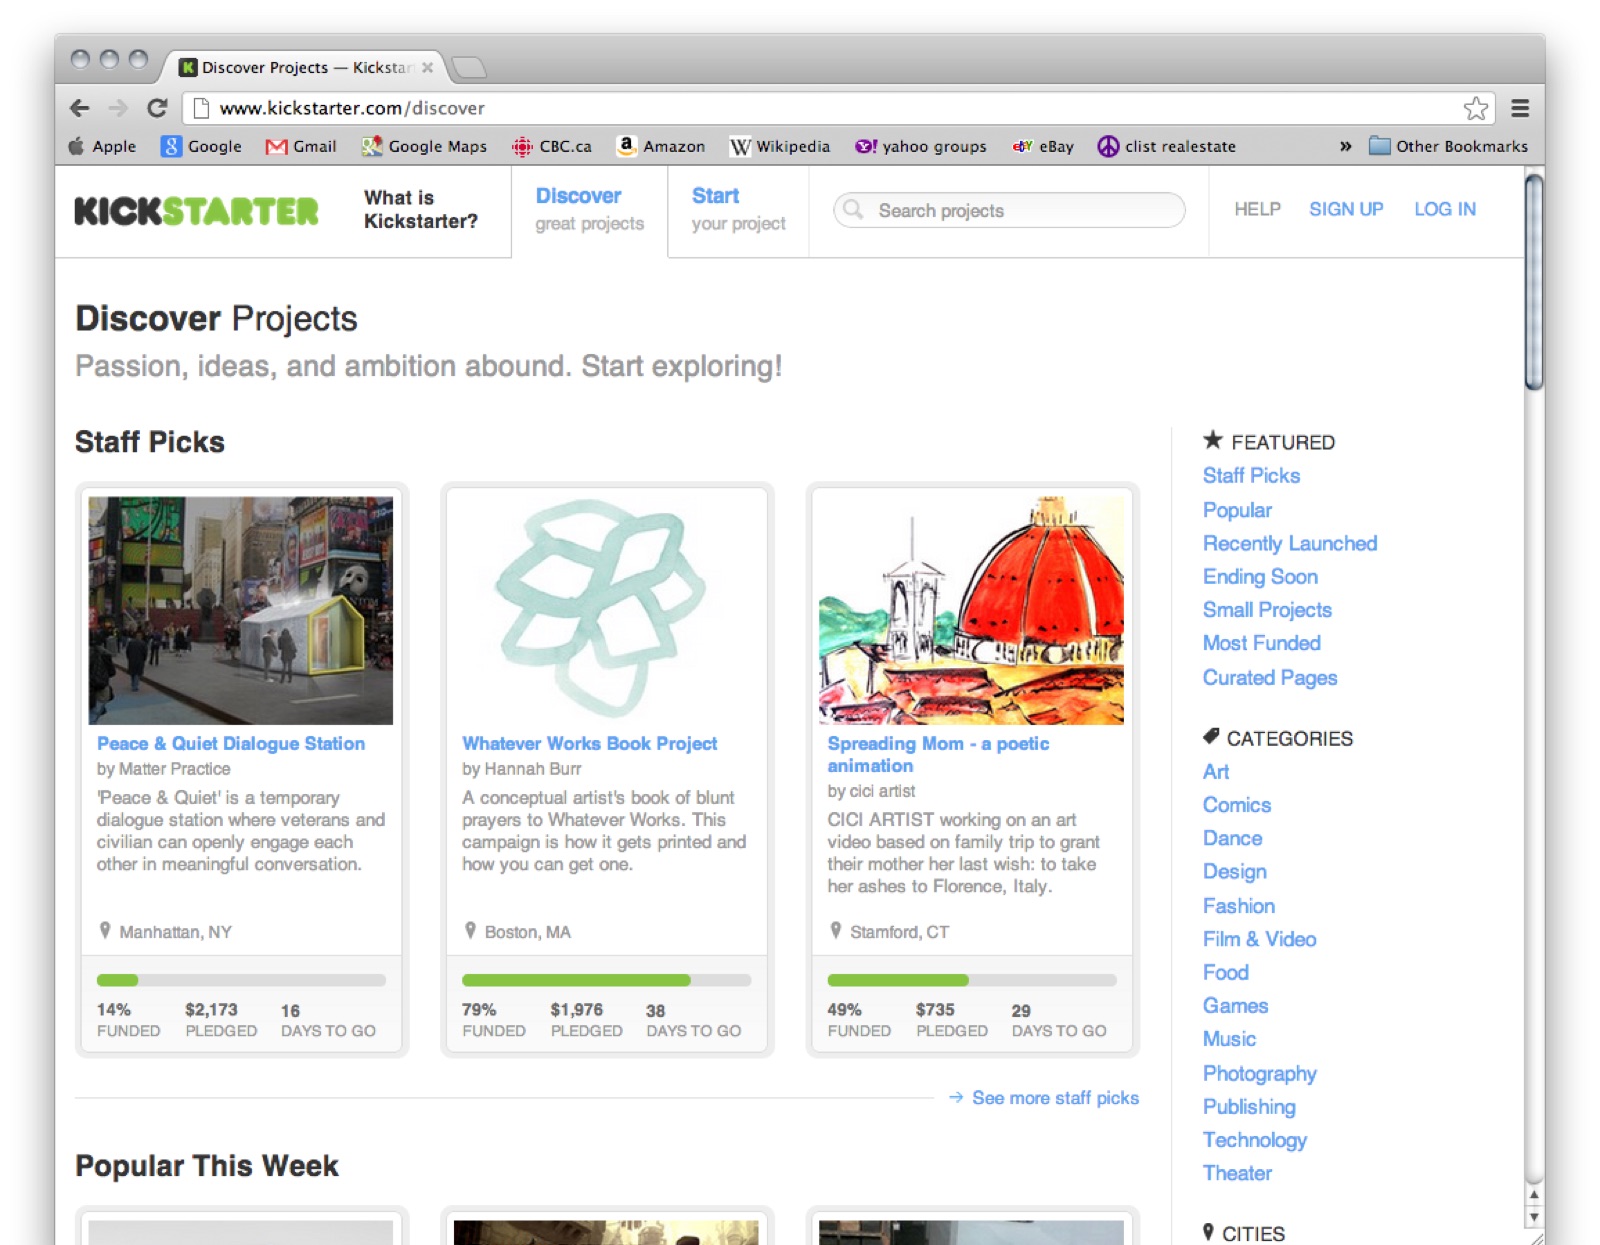 Discover Projects — Kickstar
www.kickstarter.com/discover
Apple Google Gmail Google Maps CBC.ca Amazon Wikipedia yahoo groups eBay clist realestate » Other Bookmarks
KICKSTARTER
What is
Kickstarter?
Discover
great projects
Start
your project
Search projects
HELP SIGN UP LOG IN
Discover Projects
Passion, ideas, and ambition abound. Start exploring!
Staff Picks
Peace & Quiet Dialogue Station
by Matter Practice
'Peace & Quiet' is a temporary
dialogue station where veterans and
civilian can openly engage each
other in meaningful conversation.
Manhattan, NY
14% $2,173 16
FUNDED PLEDGED DAYS TO GO
Whatever Works Book Project
by Hannah Burr
A conceptual artist's book of blunt
prayers to Whatever Works. This
campaign is how it gets printed and
how you can get one.
Boston, MA
79% $1,976 38
FUNDED PLEDGED DAYS TO GO
Spreading Mom - a poetic
animation
by cici artist
CICI ARTIST working on an art
video based on family trip to grant
their mother her last wish: to take
her ashes to Florence, Italy.
Stamford, CT
49% $735 29
FUNDED PLEDGED DAYS TO GO
→ See more staff picks
Popular This Week
★ FEATURED
Staff Picks
Popular
Recently Launched
Ending Soon
Small Projects
Most Funded
Curated Pages
CATEGORIES
Art
Comics
Dance
Design
Fashion
Film & Video
Food
Games
Music
Photography
Publishing
Technology
Theater
CITIES